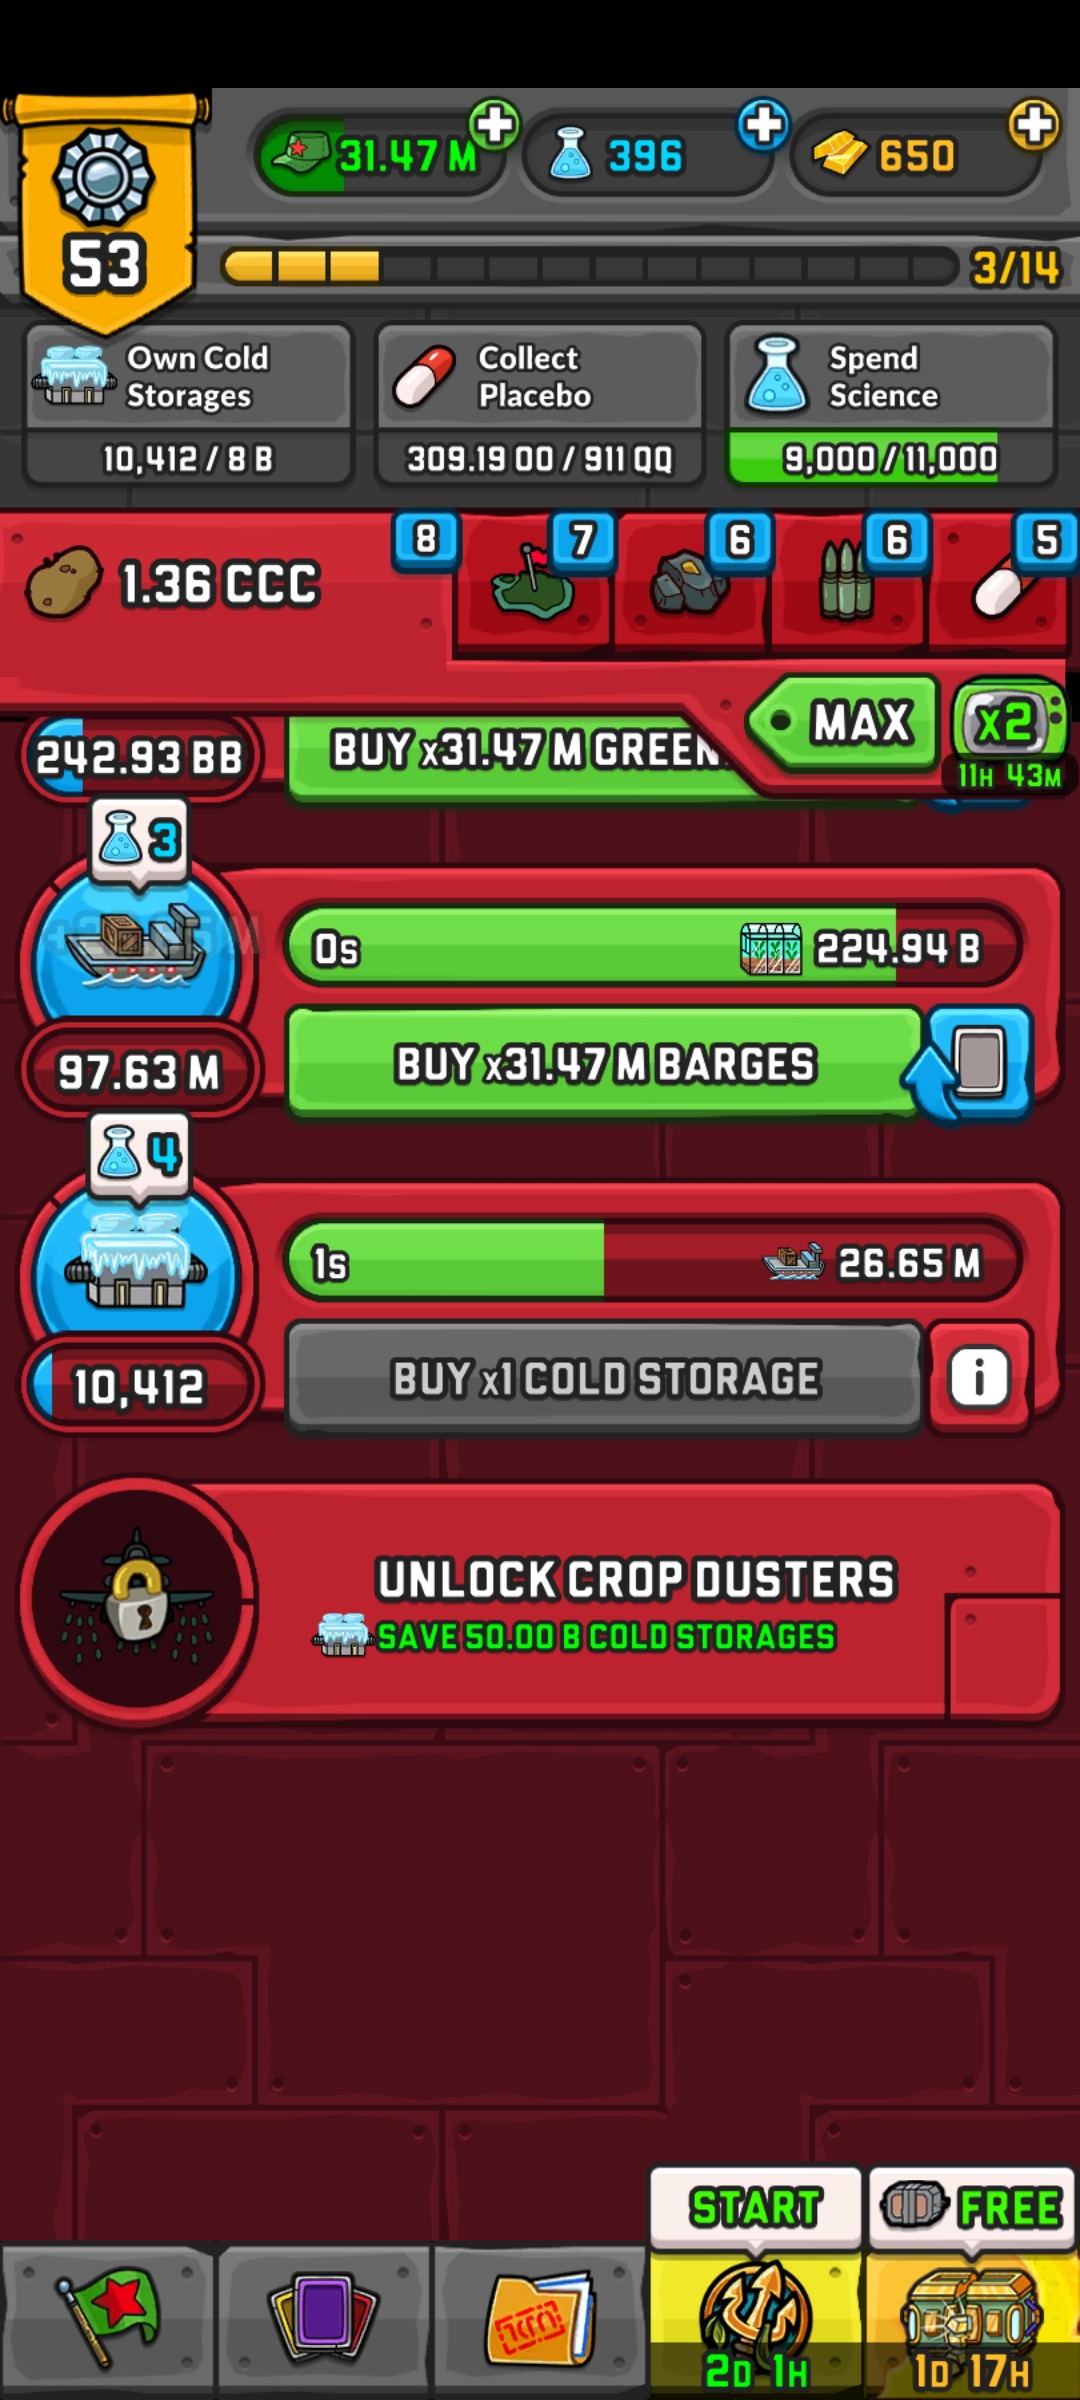 31.47 M
396
650
53
3/14
Own Cold
Storages
Collect
Placebo
Spend
Science
10,412 / 8 B
309.19 OO / 911 QQ
9,000 / 11,000
1.36 CCC
8
7
6
6
5
MAX
x2
11H 43M
242.93 BB
BUY x31.47 M GREEN
3
0s
224.94 B
97.63 M
BUY x31.47 M BARGES
4
1s
26.65 M
10,412
BUY x1 COLD STORAGE
i
UNLOCK CROP DUSTERS
SAVE 50.00 B COLD STORAGES
START
FREE
2D 1H
1D 17H